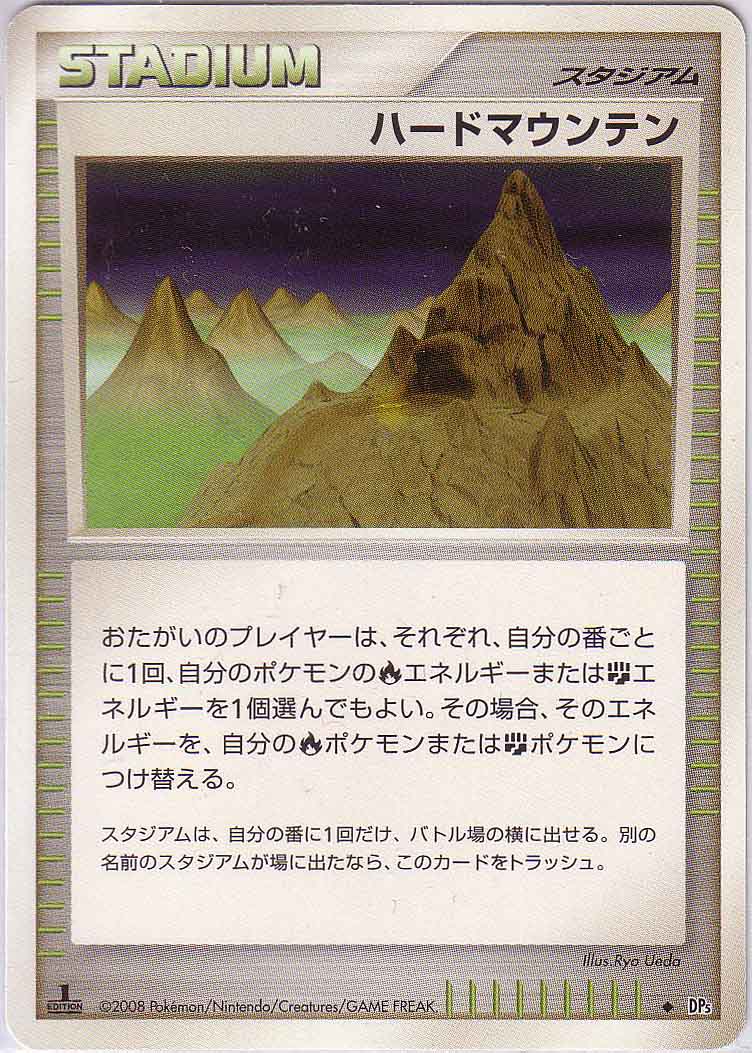 STADIUM
スタジアム
ハードマウンテン
おたがいのプレイヤーは、それぞれ、自分の番ごと
に1回、自分のポケモンのエネルギーまたはエ
ネルギーを1個選んでもよい。その場合、そのエネ
ルギーを、自分のポケモンまたはポケモンに
つけ替える。
スタジアムは、自分の番に1回だけ、バトル場の横に出せる。別の
名前のスタジアムが場に出たなら、このカードをトラッシュ。
Illus.Ryo Ueda
1
EDITION
©2008 Pokémon/Nintendo/Creatures/GAME FREAK.
◆ DP5